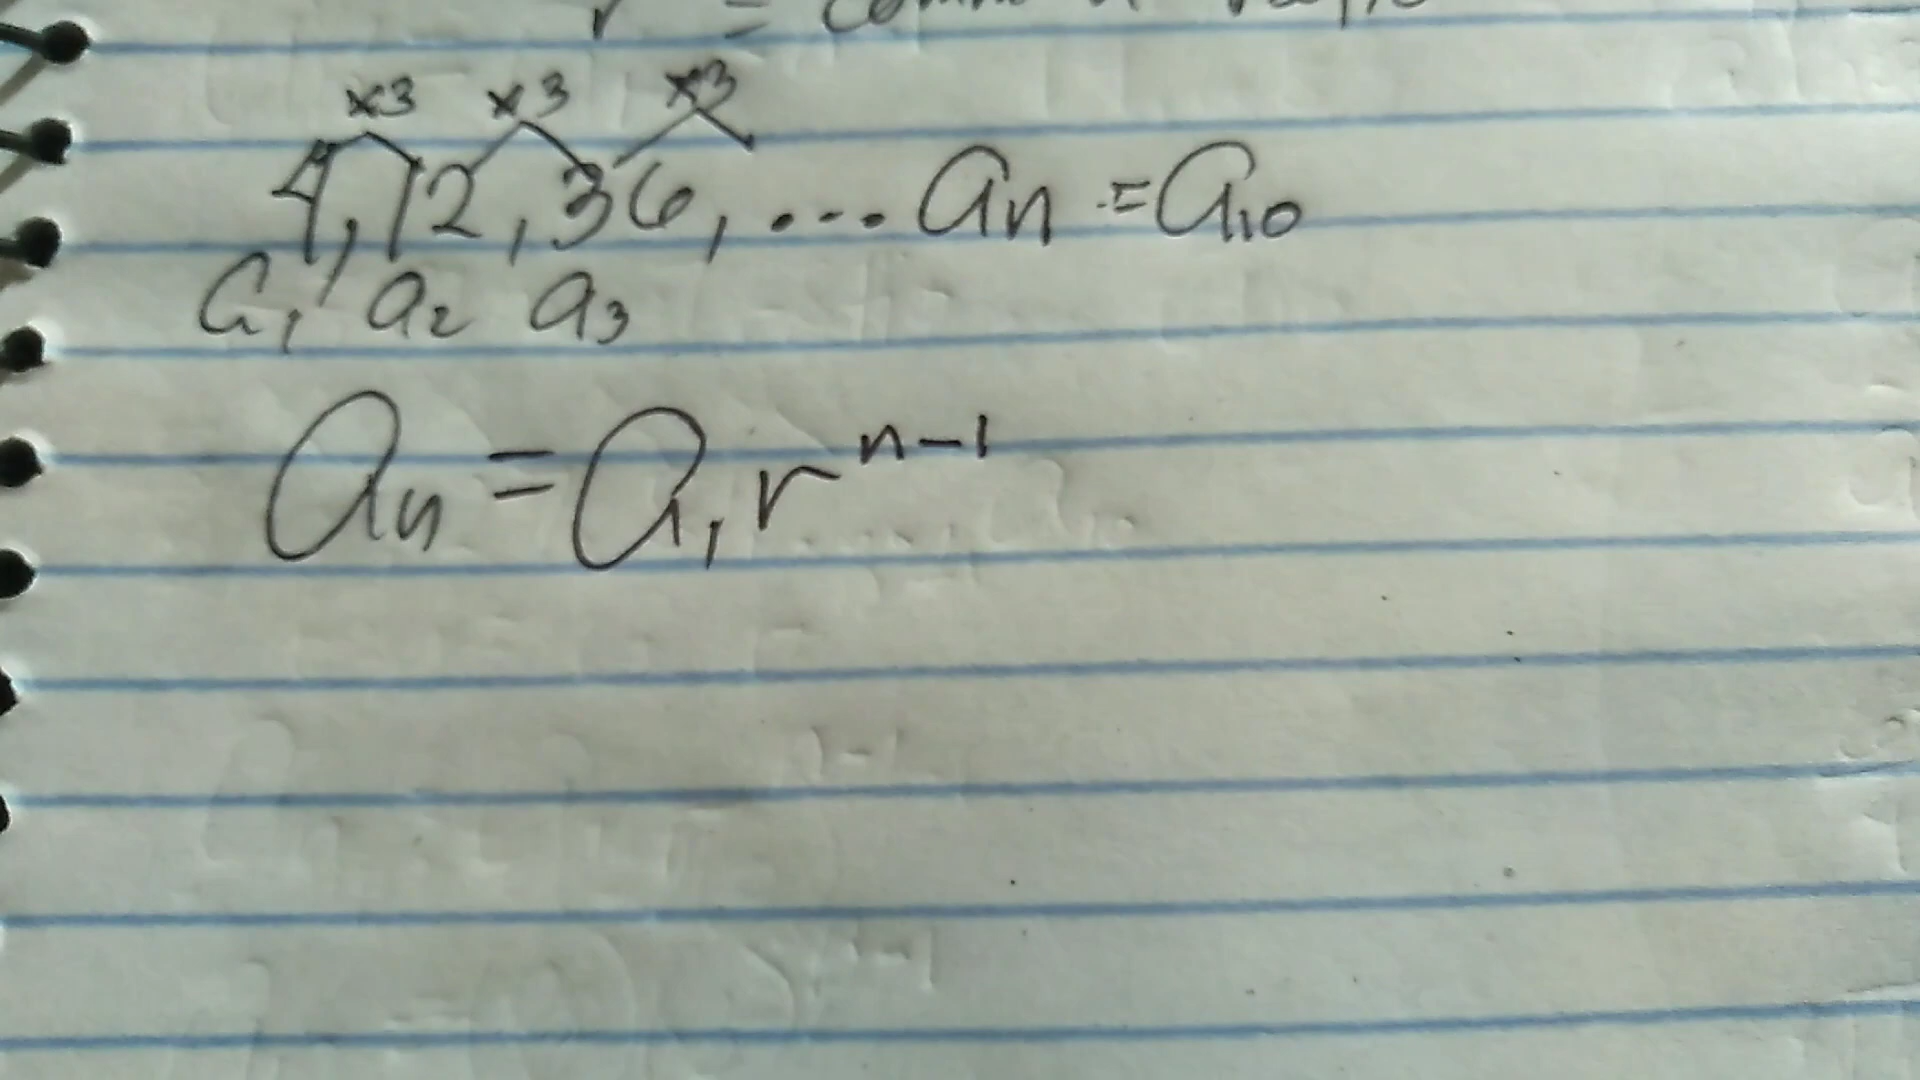 r =
×3 ×3 ×3
4, 12, 36, ... an = a10
a1 a2 a3
an = a1 r^n-1